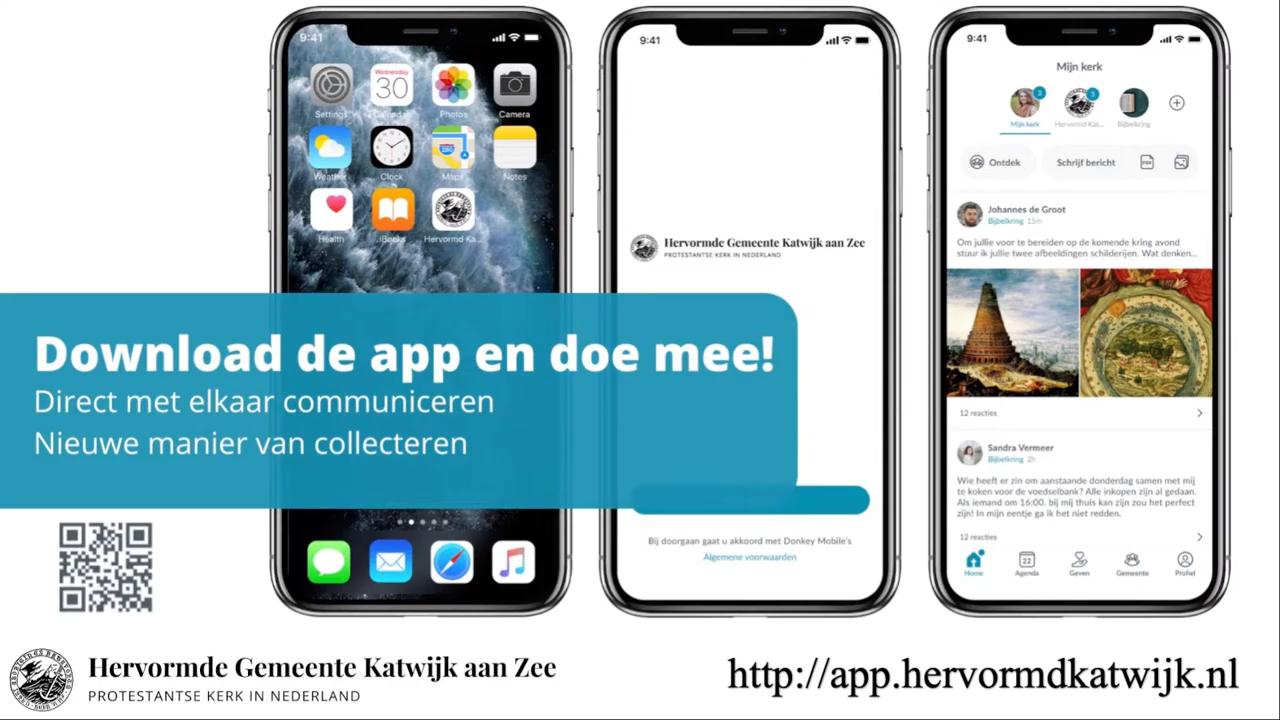 9:41
Wednesday
30
Settings
Photos
Camera
Weather
Clock
Maps
Notes
Health
iBooks
Hervormd Ka...
9:41
Hervormde Gemeente Katwijk aan Zee
PROTESTANTSE KERK IN NEDERLAND
Bij doorgaan gaat u akkoord met Donkey Mobile's
Algemene voorwaarden
9:41
Mijn kerk
3
3
Mijn kerk
Hervormd Kat...
Bijbelkring
Ontdek
Schrijf bericht
PDF
Johannes de Groot
Bijbelkring 15m
Om jullie voor te bereiden op de komende kring avond
stuur ik jullie twee afbeeldingen schilderijen. Wat denken...
12 reacties
Sandra Vermeer
Bijbelkring 2h
Wie heeft er zin om aanstaande donderdag samen met mij
te koken voor de voedselbank? Alle inkopen zijn al gedaan.
Als iemand om 16:00. bij mij thuis kan zijn zou het perfect
zijn! In mijn eentje ga ik het niet redden.
12 reacties
22
Home
Agenda
Geven
Gemeente
Profiel
Download de app en doe mee!
Direct met elkaar communiceren
Nieuwe manier van collecteren
Hervormde Gemeente Katwijk aan Zee
PROTESTANTSE KERK IN NEDERLAND
http://app.hervormdkatwijk.nl